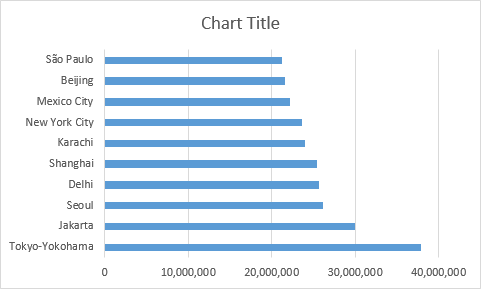 Chart Title
São Paulo
Beijing
Mexico City
New York City
Karachi
Shanghai
Delhi
Seoul
Jakarta
Tokyo-Yokohama
0 10,000,000 20,000,000 30,000,000 40,000,000